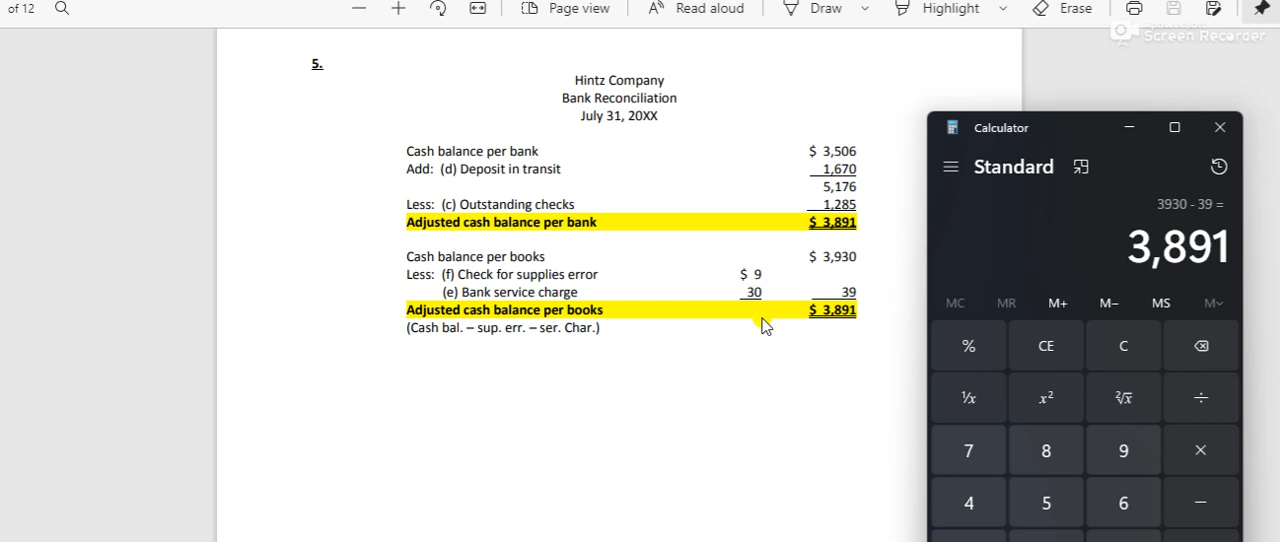 of 12 Page view Read aloud Draw Highlight Erase
Screen Recorder
5.
Hintz Company
Bank Reconciliation
July 31, 20XX
Cash balance per bank $ 3,506
Add: (d) Deposit in transit 1,670
5,176
Less: (c) Outstanding checks 1,285
Adjusted cash balance per bank $ 3,891
Cash balance per books $ 3,930
Less: (f) Check for supplies error $ 9
(e) Bank service charge 30 39
Adjusted cash balance per books $ 3,891
(Cash bal. – sup. err. – ser. Char.)
Calculator
Standard
3930 - 39 =
3,891
MC MR M+ M− MS M˅
% CE C
¹/x x² ²√x ÷
7 8 9 ×
4 5 6 −